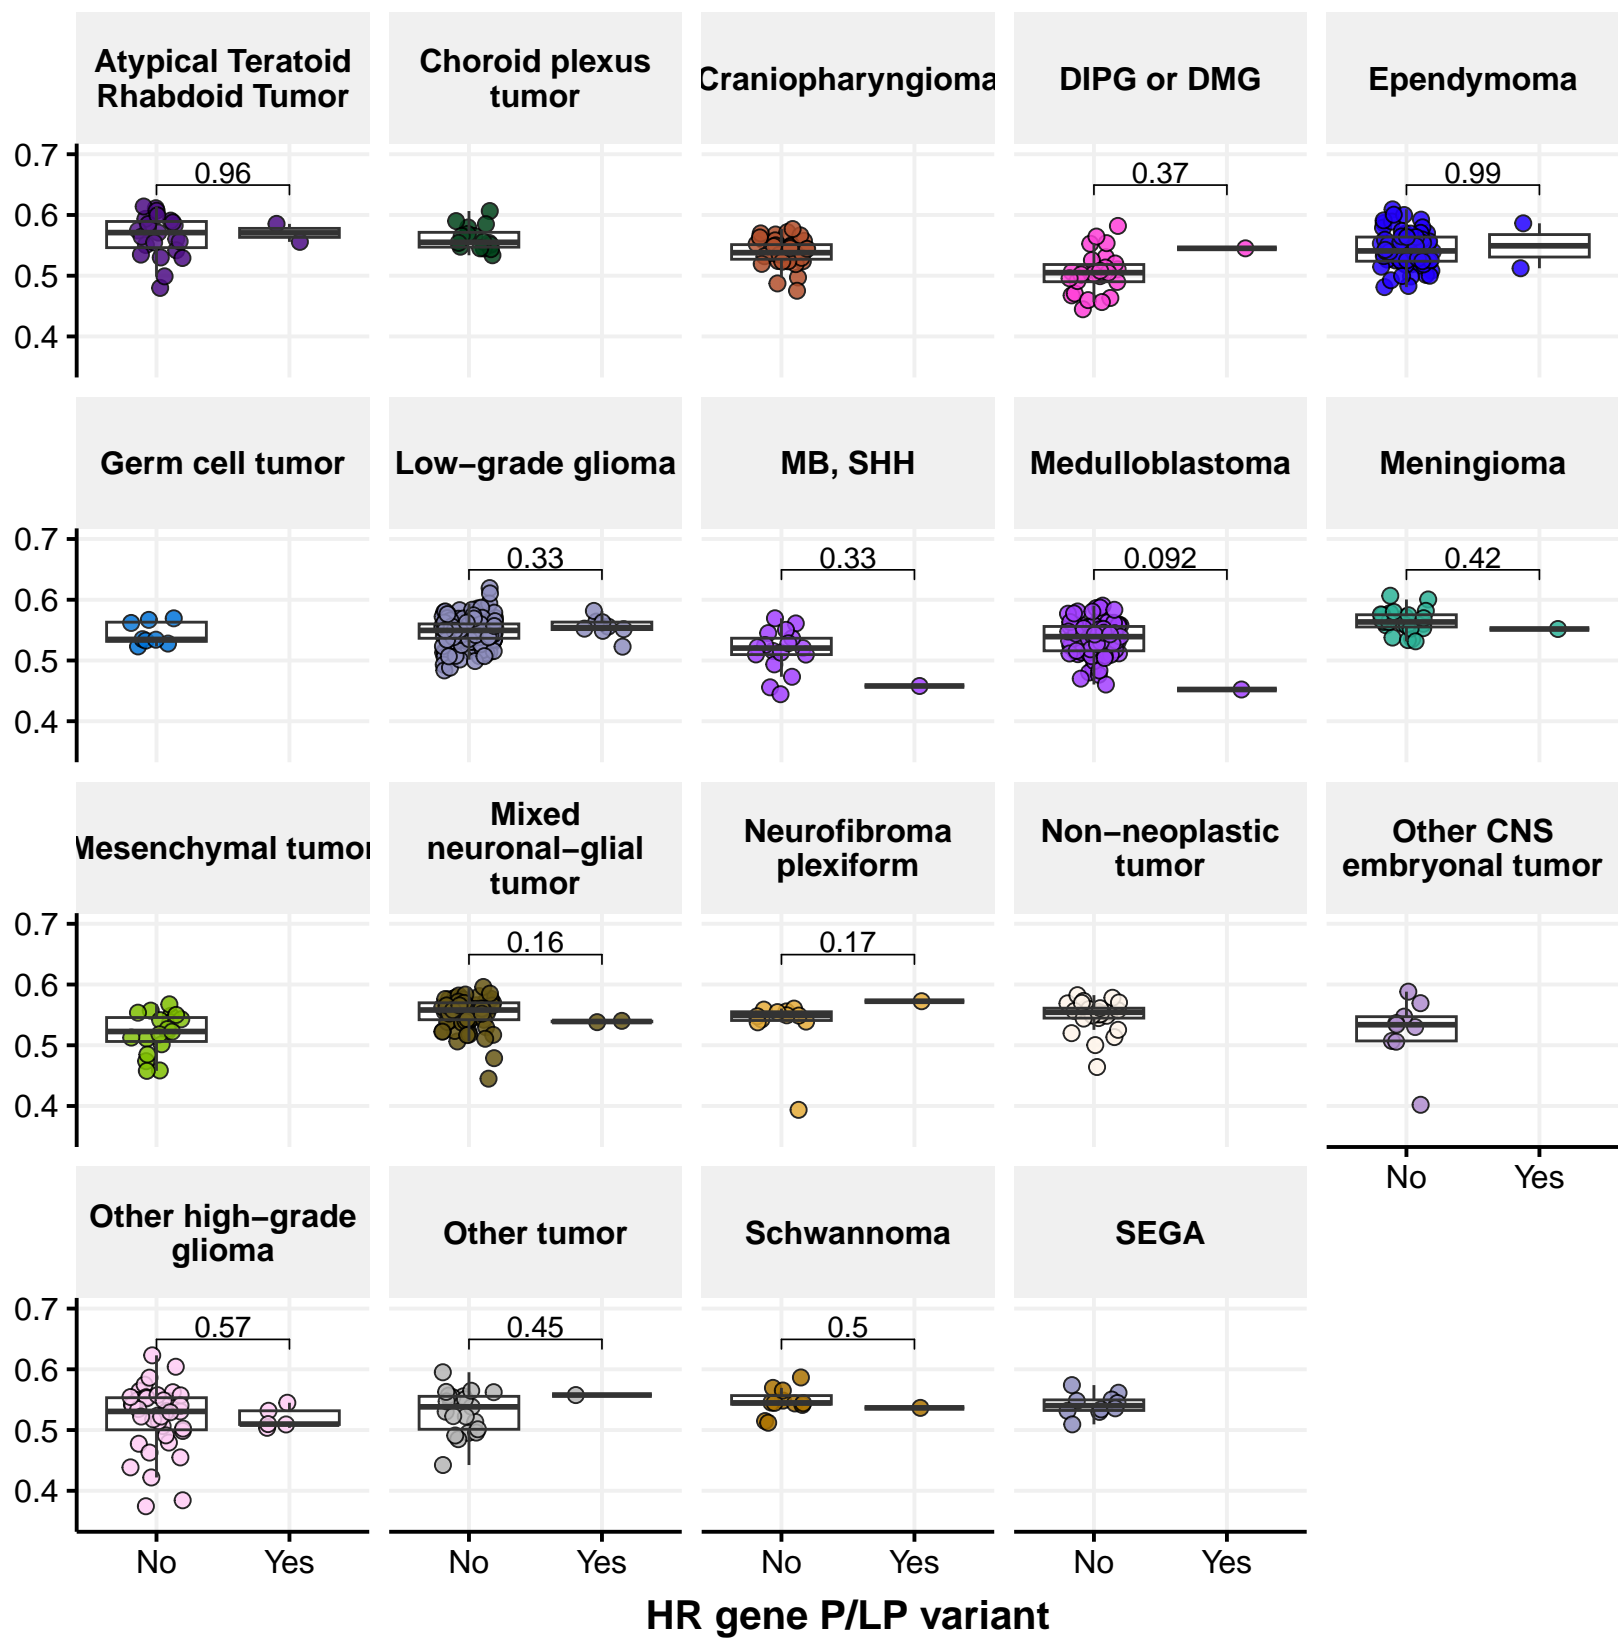 Atypical Teratoid
Rhabdoid Tumor
Choroid plexus
tumor
Craniopharyngioma
DIPG or DMG
Ependymoma
0.7
0.6
0.5
0.4
0.96
0.37
0.99
Germ cell tumor
Low−grade glioma
MB, SHH
Medulloblastoma
Meningioma
0.7
0.6
0.5
0.4
0.33
0.33
0.092
0.42
Mesenchymal tumor
Mixed
neuronal−glial
tumor
Neurofibroma
plexiform
Non−neoplastic
tumor
Other CNS
embryonal tumor
0.7
0.6
0.5
0.4
0.16
0.17
No Yes
Other high−grade
glioma
Other tumor
Schwannoma
SEGA
0.7
0.6
0.5
0.4
0.57
0.45
0.5
No Yes No Yes No Yes No Yes
HR gene P/LP variant